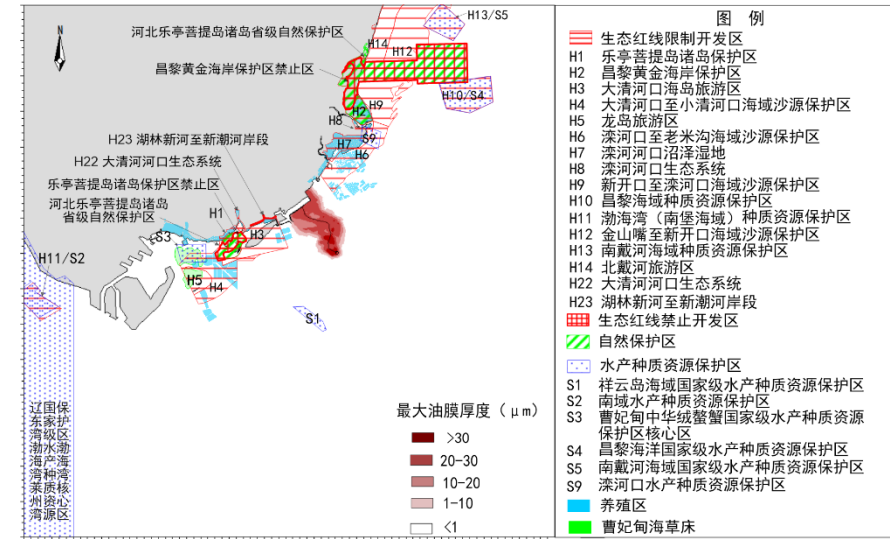 N
河北乐亭菩提岛诸岛省级自然保护区
H14
H12
H13/S5
昌黎黄金海岸保护区禁止区
H10/S4
H2
H9
H8
S9
H7
H6
H23 湖林新河至新潮河岸段
H22 大清河河口生态系统
乐亭菩提岛诸岛保护区禁止区
河北乐亭菩提岛诸岛
省级自然保护区
H1
H3
S3
H11/S2
H5
H4
S1
辽国保
东家护
湾级区
渤水渤
海产海
湾种湾
莱质核
州资心
湾源区
最大油膜厚度（μm）
>30
20-30
10-20
1-10
<1
图 例
生态红线限制开发区
H1 乐亭菩提岛诸岛保护区
H2 昌黎黄金海岸保护区
H3 大清河口海岛旅游区
H4 大清河口至小清河口海域沙源保护区
H5 龙岛旅游区
H6 滦河口至老米沟海域沙源保护区
H7 滦河河口沼泽湿地
H8 滦河河口生态系统
H9 新开口至滦河口海域沙源保护区
H10 昌黎海域种质资源保护区
H11 渤海湾（南堡海域）种质资源保护区
H12 金山嘴至新开口海域沙源保护区
H13 南戴河海域种质资源保护区
H14 北戴河旅游区
H22 大清河河口生态系统
H23 湖林新河至新潮河岸段
生态红线禁止开发区
自然保护区
水产种质资源保护区
S1 祥云岛海域国家级水产种质资源保护区
S2 南域水产种质资源保护区
S3 曹妃甸中华绒螯蟹国家级水产种质资源
保护区核心区
S4 昌黎海洋国家级水产种质资源保护区
S5 南戴河海域国家级水产种质资源保护区
S9 滦河口水产种质资源保护区
养殖区
曹妃甸海草床